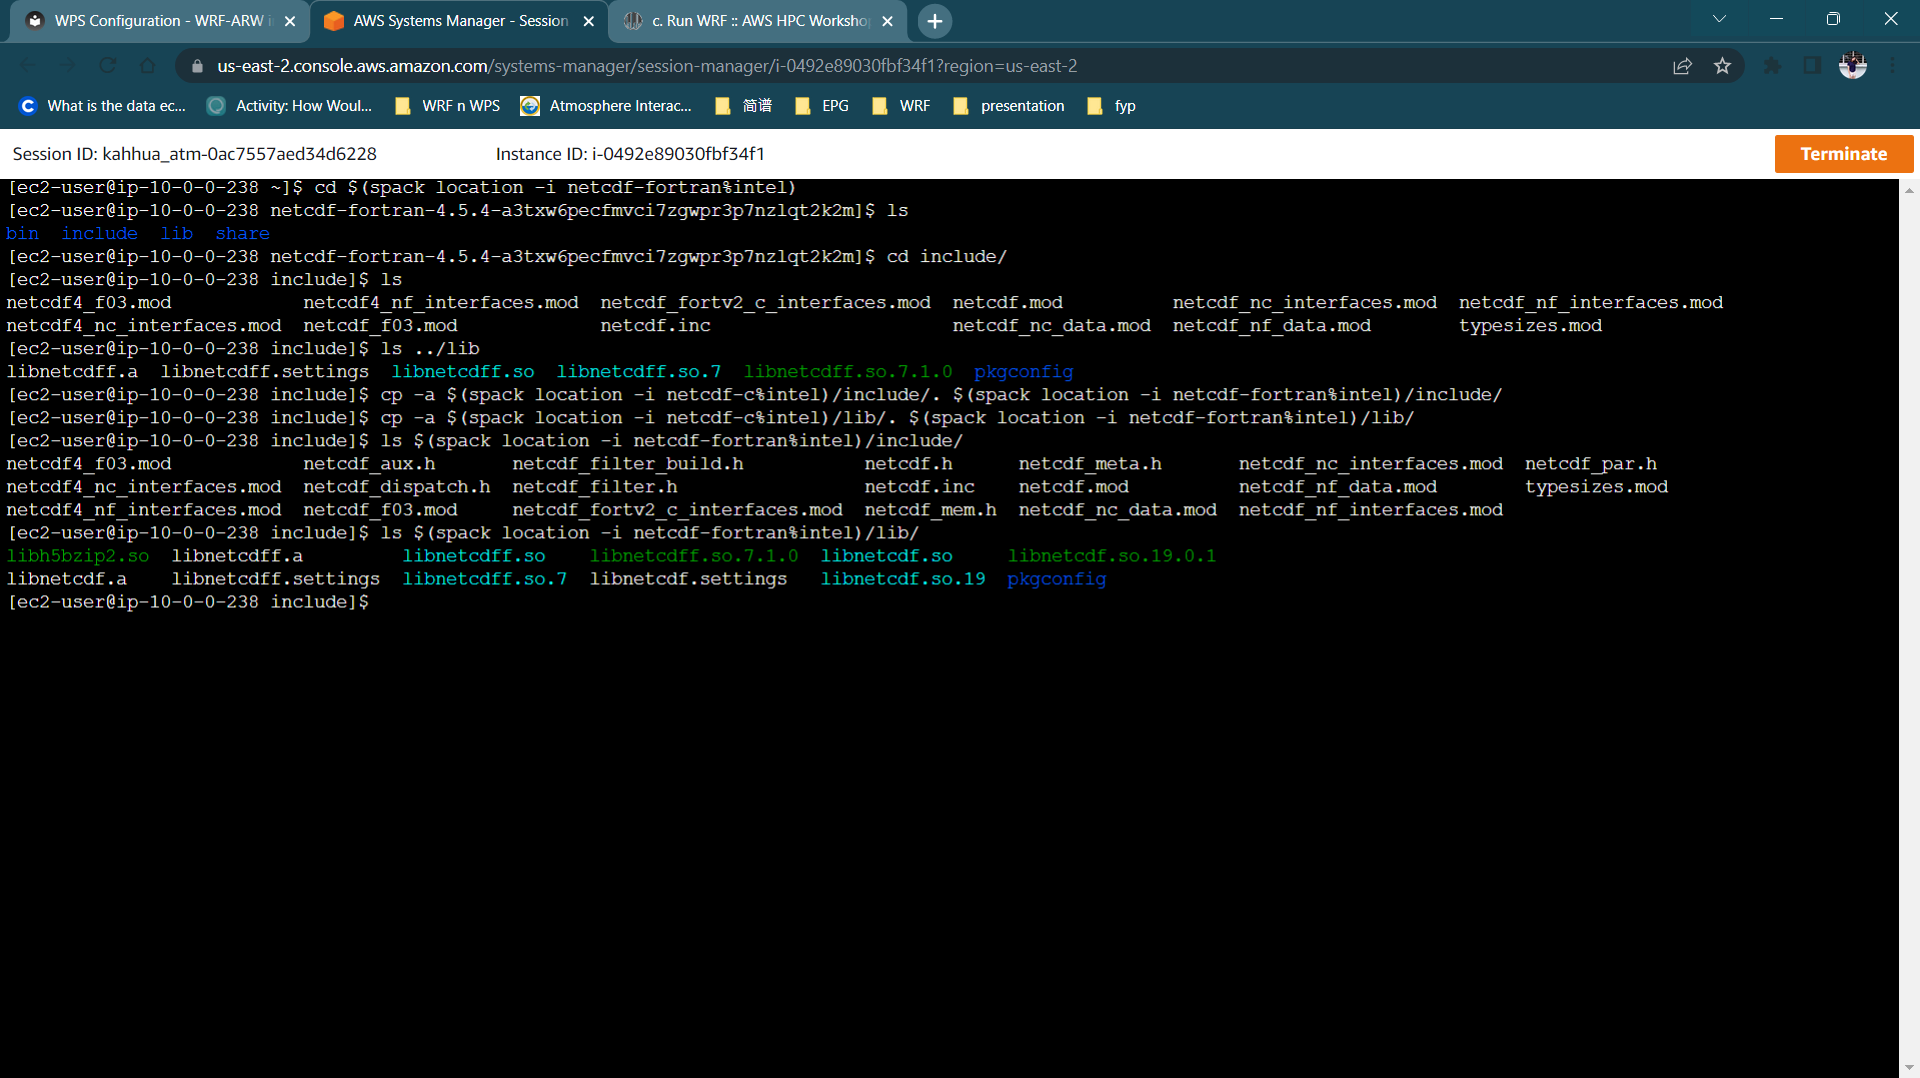 WPS Configuration - WRF-ARW i
AWS Systems Manager - Session
c. Run WRF :: AWS HPC Worksho
us-east-2.console.aws.amazon.com/systems-manager/session-manager/i-0492e89030fbf34f1?region=us-east-2
What is the data ec... Activity: How Woul... WRF n WPS Atmosphere Interac... 简谱 EPG WRF presentation fyp
Session ID: kahhua_atm-0ac7557aed34d6228 Instance ID: i-0492e89030fbf34f1 Terminate
[ec2-user@ip-10-0-0-238 ~]$ cd $(spack location -i netcdf-fortran%intel)
[ec2-user@ip-10-0-0-238 netcdf-fortran-4.5.4-a3txw6pecfmvci7zgwpr3p7nzlqt2k2m]$ ls
bin include lib share
[ec2-user@ip-10-0-0-238 netcdf-fortran-4.5.4-a3txw6pecfmvci7zgwpr3p7nzlqt2k2m]$ cd include/
[ec2-user@ip-10-0-0-238 include]$ ls
netcdf4_f03.mod netcdf4_nf_interfaces.mod netcdf_fortv2_c_interfaces.mod netcdf.mod netcdf_nc_interfaces.mod netcdf_nf_interfaces.mod
netcdf4_nc_interfaces.mod netcdf_f03.mod netcdf.inc netcdf_nc_data.mod netcdf_nf_data.mod typesizes.mod
[ec2-user@ip-10-0-0-238 include]$ ls ../lib
libnetcdff.a libnetcdff.settings libnetcdff.so libnetcdff.so.7 libnetcdff.so.7.1.0 pkgconfig
[ec2-user@ip-10-0-0-238 include]$ cp -a $(spack location -i netcdf-c%intel)/include/. $(spack location -i netcdf-fortran%intel)/include/
[ec2-user@ip-10-0-0-238 include]$ cp -a $(spack location -i netcdf-c%intel)/lib/. $(spack location -i netcdf-fortran%intel)/lib/
[ec2-user@ip-10-0-0-238 include]$ ls $(spack location -i netcdf-fortran%intel)/include/
netcdf4_f03.mod netcdf_aux.h netcdf_filter_build.h netcdf.h netcdf_meta.h netcdf_nc_interfaces.mod netcdf_par.h
netcdf4_nc_interfaces.mod netcdf_dispatch.h netcdf_filter.h netcdf.inc netcdf.mod netcdf_nf_data.mod typesizes.mod
netcdf4_nf_interfaces.mod netcdf_f03.mod netcdf_fortv2_c_interfaces.mod netcdf_mem.h netcdf_nc_data.mod netcdf_nf_interfaces.mod
[ec2-user@ip-10-0-0-238 include]$ ls $(spack location -i netcdf-fortran%intel)/lib/
libh5bzip2.so libnetcdff.a libnetcdff.so libnetcdff.so.7.1.0 libnetcdf.so libnetcdf.so.19.0.1
libnetcdf.a libnetcdff.settings libnetcdff.so.7 libnetcdf.settings libnetcdf.so.19 pkgconfig
[ec2-user@ip-10-0-0-238 include]$